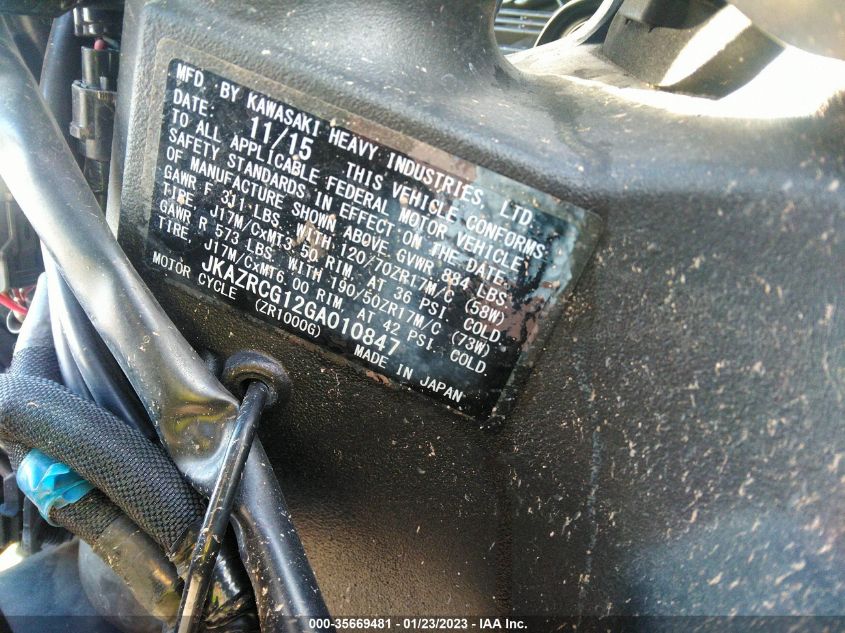 MFD. BY KAWASAKI HEAVY INDUSTRIES, LTD.
DATE: 11/15 THIS VEHICLE CONFORMS
TO ALL APPLICABLE FEDERAL MOTOR VEHICLE
SAFETY STANDARDS IN EFFECT ON THE DATE
OF MANUFACTURE SHOWN ABOVE. GVWR 884 LBS
GAWR F 311 LBS. WITH 120/70ZR17M/C (58W)
TIRE, J17M/CxMT3.50 RIM, AT 36 PSI COLD.
GAWR R 573 LBS. WITH 190/50ZR17M/C (73W)
TIRE, J17M/CxMT6.00 RIM, AT 42 PSI. COLD.
JKAZRCG12GA010847
MOTOR CYCLE (ZR1000G) MADE IN JAPAN
000-35669481 - 01/23/2023 - IAA Inc.